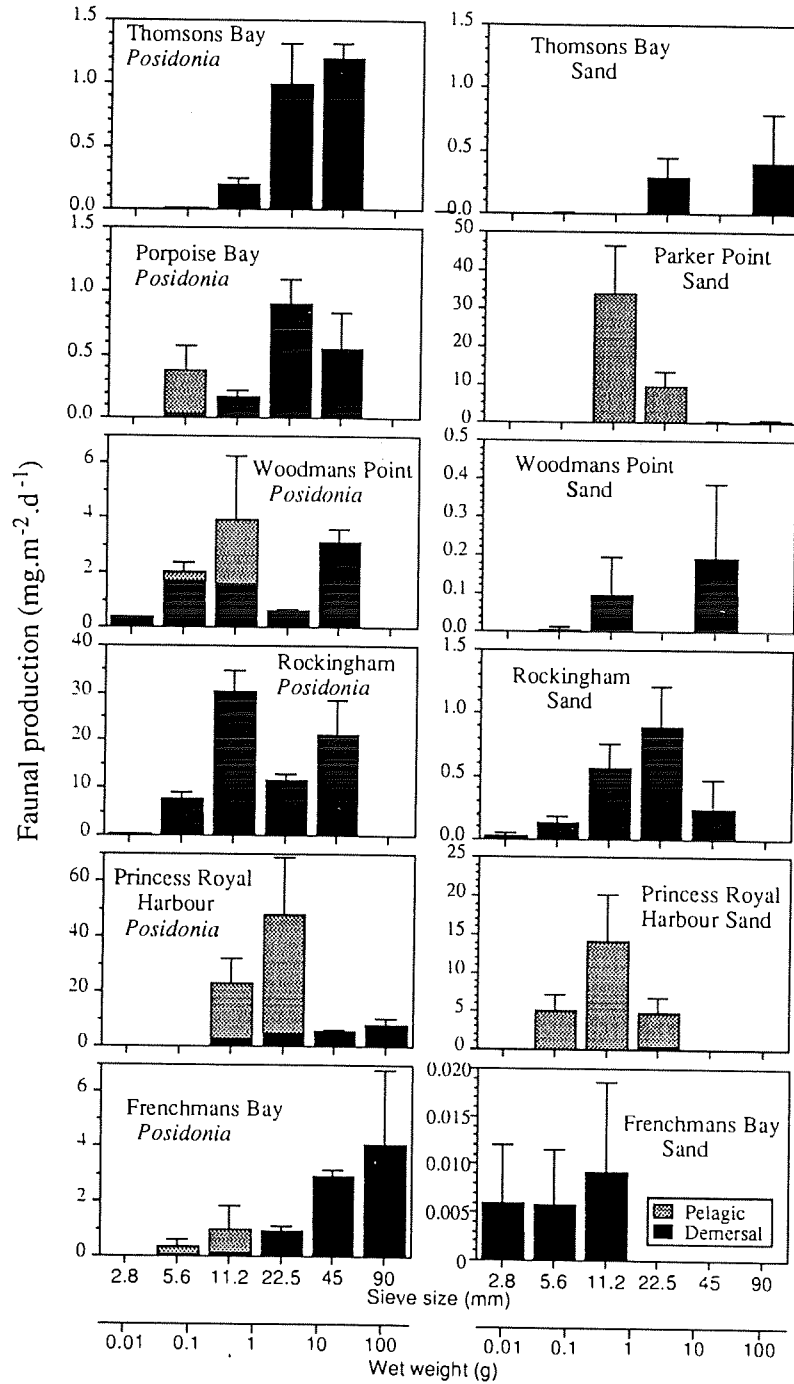 Faunal production (mg.m-2.d-1)
Thomsons Bay
Posidonia
1.5
1.0
0.5
0.0
Thomsons Bay
Sand
1.5
1.0
0.5
0.0
Porpoise Bay
Posidonia
1.5
1.0
0.5
0.0
Parker Point
Sand
50
40
30
20
10
0
Woodmans Point
Posidonia
6
4
2
0
Woodmans Point
Sand
0.5
0.4
0.3
0.2
0.1
0.0
Rockingham
Posidonia
40
30
20
10
0
Rockingham
Sand
1.5
1.0
0.5
0.0
Princess Royal
Harbour
Posidonia
60
40
20
0
Princess Royal
Harbour Sand
25
20
15
10
5
0
Frenchmans Bay
Posidonia
6
4
2
0
Frenchmans Bay
Sand
0.020
0.015
0.010
0.005
0
Pelagic
Demersal
2.8 5.6 11.2 22.5 45 90
2.8 5.6 11.2 22.5 45 90
Sieve size (mm)
0.01 0.1 1 10 100
0.01 0.1 1 10 100
Wet weight (g)